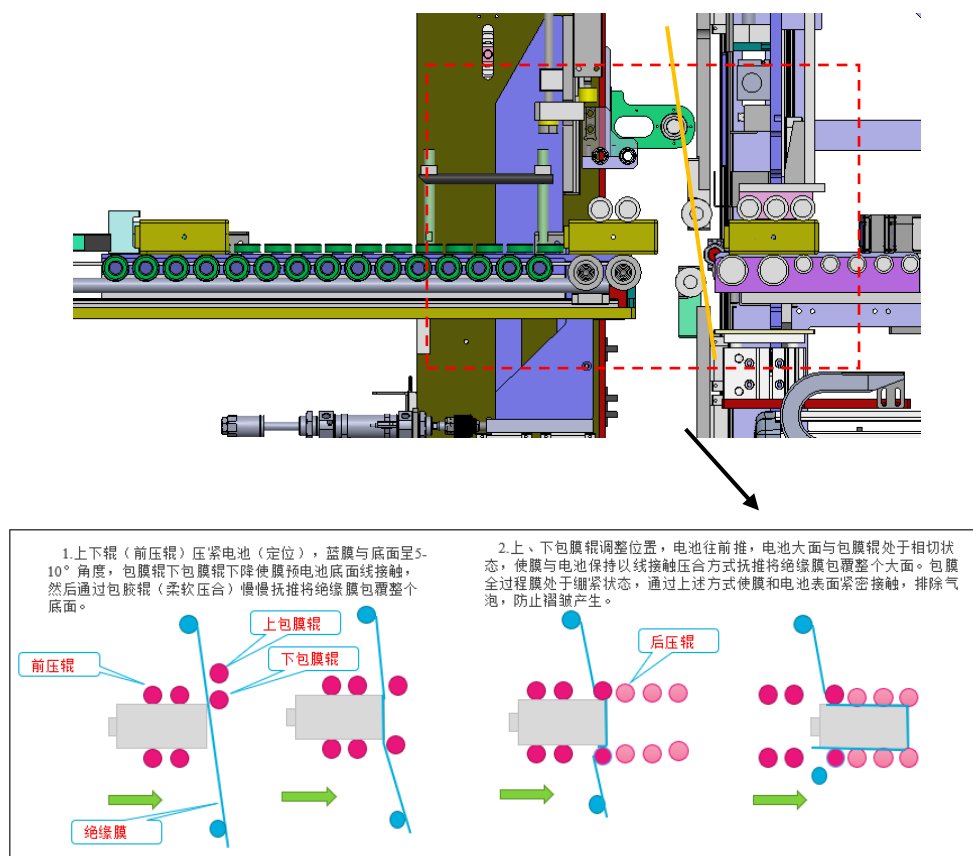 1.上下辊（前压辊）压紧电池（定位），蓝膜与底面呈5-
10°角度，包膜辊下包膜辊下降使膜预电池底面线接触，
然后通过包胶辊（柔软压合）慢慢抚推将绝缘膜包覆整个
底面。
2.上、下包膜辊调整位置，电池往前推，电池大面与包膜辊处于相切
状态，使膜与电池保持以线接触压合方式抚推将绝缘膜包覆整个大面。包膜
全过程膜处于绷紧状态，通过上述方式使膜和电池表面紧密接触，排除气
泡，防止褶皱产生。
上包膜辊
前压辊
下包膜辊
后压辊
绝缘膜